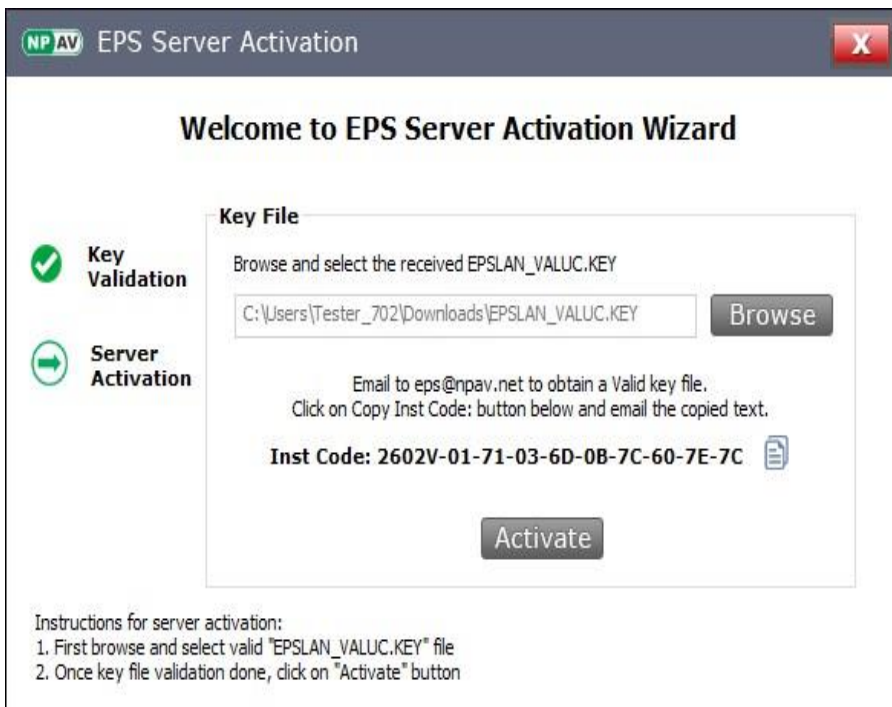 NP AV EPS Server Activation X
Welcome to EPS Server Activation Wizard
Key File
Key
Validation
Browse and select the received EPSLAN_VALUC.KEY
C:\Users\Tester_702\Downloads\EPSLAN_VALUC.KEY Browse
Server
Activation
Email to eps@npav.net to obtain a Valid key file.
Click on Copy Inst Code: button below and email the copied text.
Inst Code: 2602V-01-71-03-6D-0B-7C-60-7E-7C
Activate
Instructions for server activation:
1. First browse and select valid "EPSLAN_VALUC.KEY" file
2. Once key file validation done, click on "Activate" button